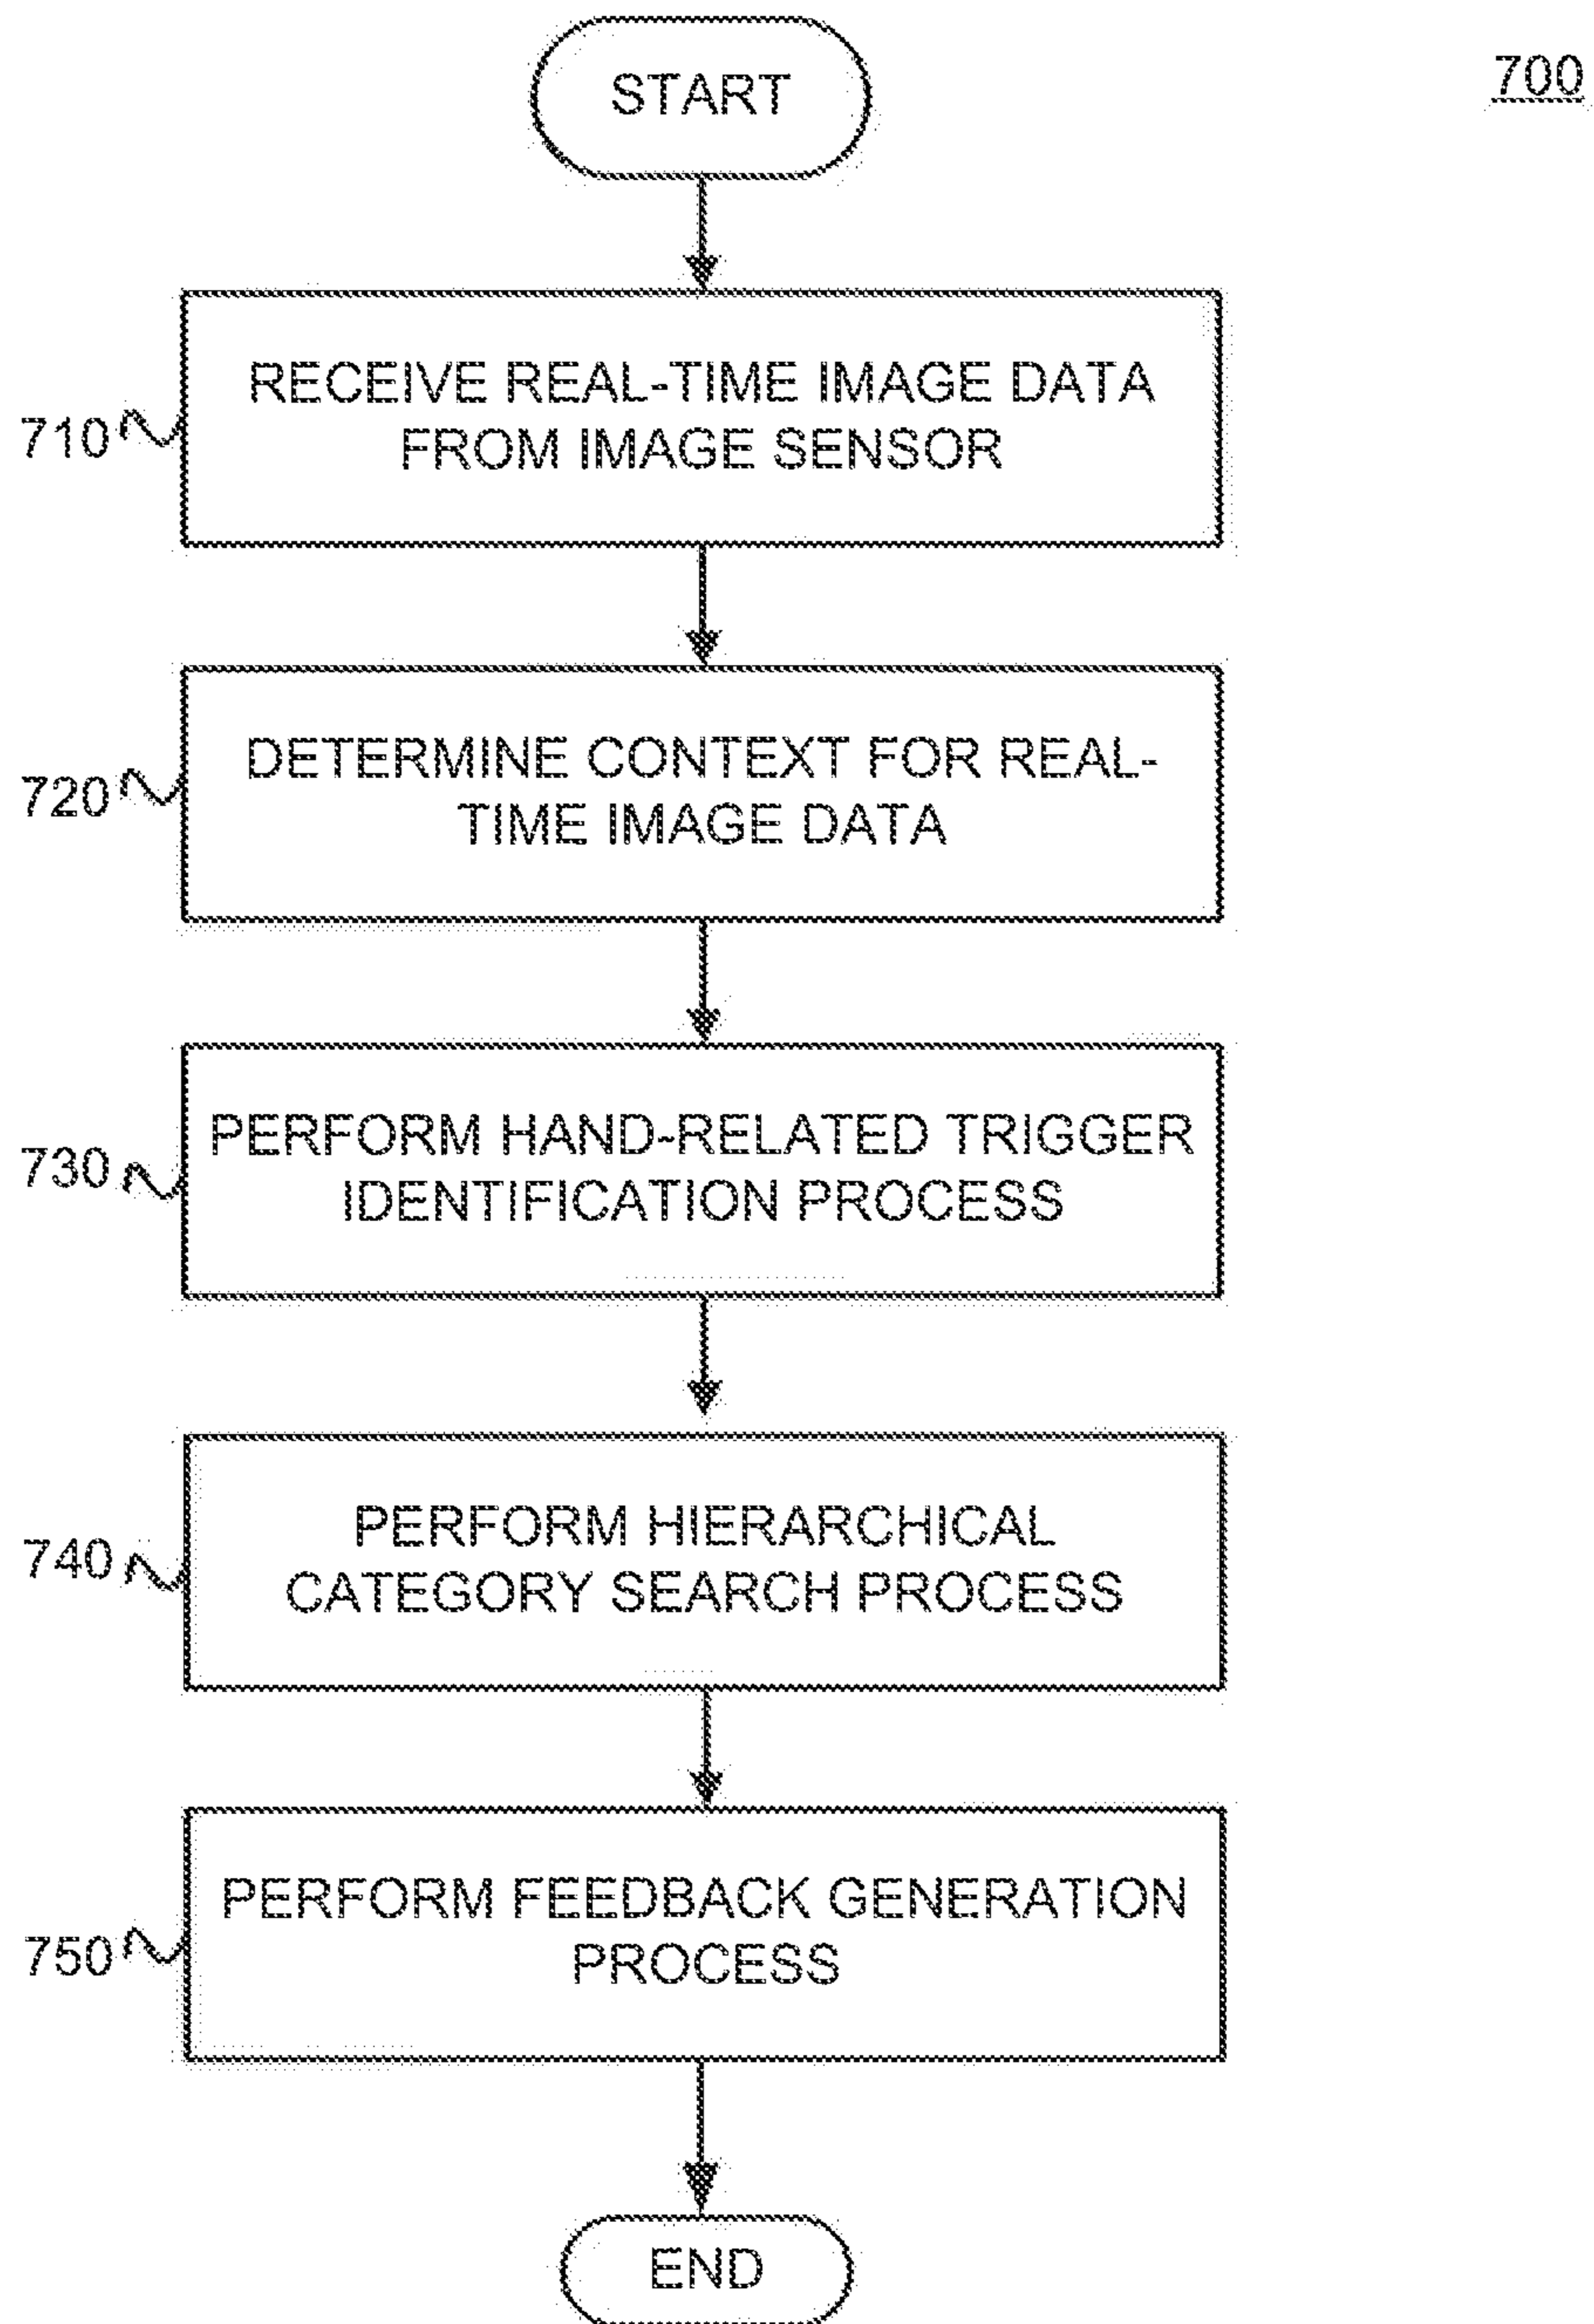 700
START
RECEIVE REAL-TIME IMAGE DATA
FROM IMAGE SENSOR
710
DETERMINE CONTEXT FOR REAL-
TIME IMAGE DATA
720
PERFORM HAND-RELATED TRIGGER
IDENTIFICATION PROCESS
730
PERFORM HIERARCHICAL
CATEGORY SEARCH PROCESS
740
PERFORM FEEDBACK GENERATION
PROCESS
750
END